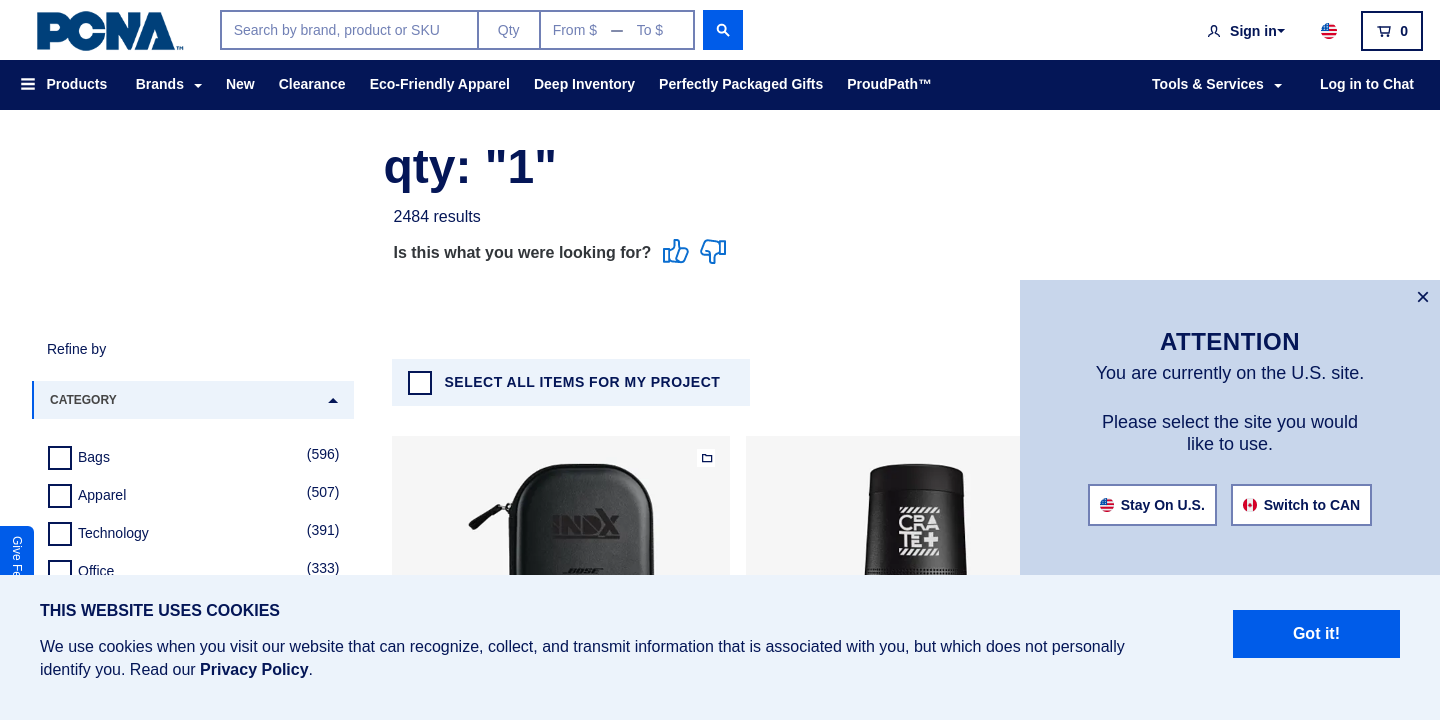 PCNA™
Search by brand, product or SKU
Qty
From $ — To $
Sign in
0
Products
Brands
New
Clearance
Eco-Friendly Apparel
Deep Inventory
Perfectly Packaged Gifts
ProudPath™
Tools & Services
Log in to Chat
qty: "1"
2484 results
Is this what you were looking for?
×
ATTENTION
You are currently on the U.S. site.
Please select the site you would
like to use.
Stay On U.S.
Switch to CAN
Refine by
CATEGORY
Bags (596)
Apparel (507)
Technology (391)
Office (333)
SELECT ALL ITEMS FOR MY PROJECT
INDX
BOSE
CRA
TE+
Give Fe
THIS WEBSITE USES COOKIES
We use cookies when you visit our website that can recognize, collect, and transmit information that is associated with you, but which does not personally
identify you. Read our Privacy Policy.
Got it!